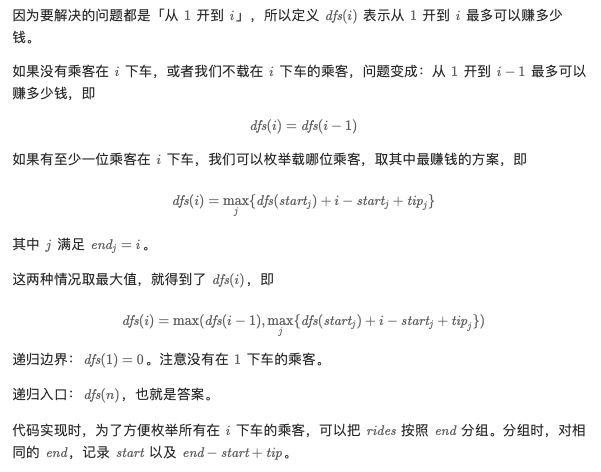 因为要解决的问题都是「从 1 开到 i」，所以定义 dfs(i) 表示从 1 开到 i 最多可以赚多少
钱。
如果没有乘客在 i 下车，或者我们不载在 i 下车的乘客，问题变成：从 1 开到 i − 1 最多可以
赚多少钱，即
dfs(i) = dfs(i − 1)
如果有至少一位乘客在 i 下车，我们可以枚举载哪位乘客，取其中最赚钱的方案，即
dfs(i) = max_j{dfs(start_j) + i − start_j + tip_j}
其中 j 满足 end_j = i。
这两种情况取最大值，就得到了 dfs(i)，即
dfs(i) = max(dfs(i − 1), max_j{dfs(start_j) + i − start_j + tip_j})
递归边界：dfs(1) = 0。注意没有在 1 下车的乘客。
递归入口：dfs(n)，也就是答案。
代码实现时，为了方便枚举所有在 i 下车的乘客，可以把 rides 按照 end 分组。分组时，对相
同的 end，记录 start 以及 end − start + tip。